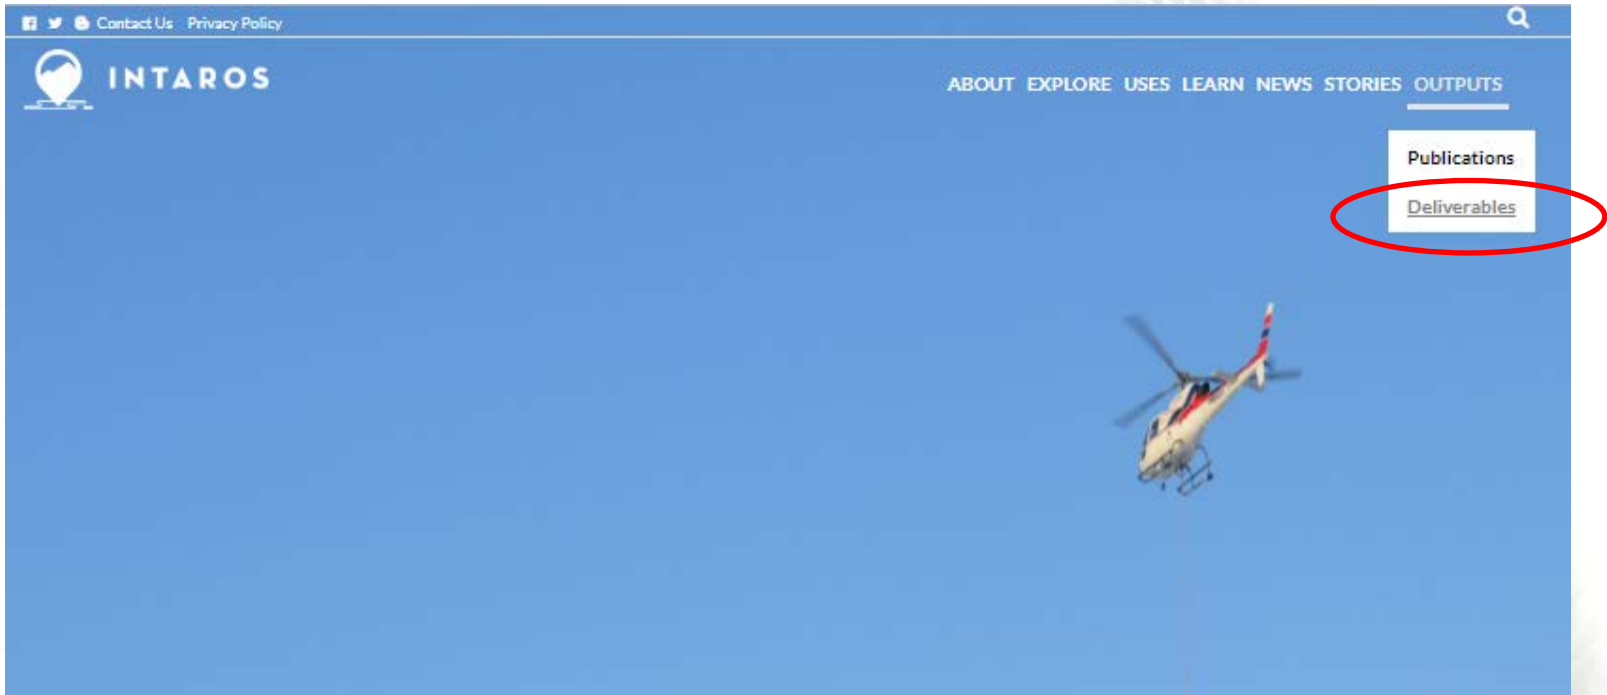 Contact Us Privacy Policy
INTAROS
ABOUT EXPLORE USES LEARN NEWS STORIES OUTPUTS
Publications
Deliverables